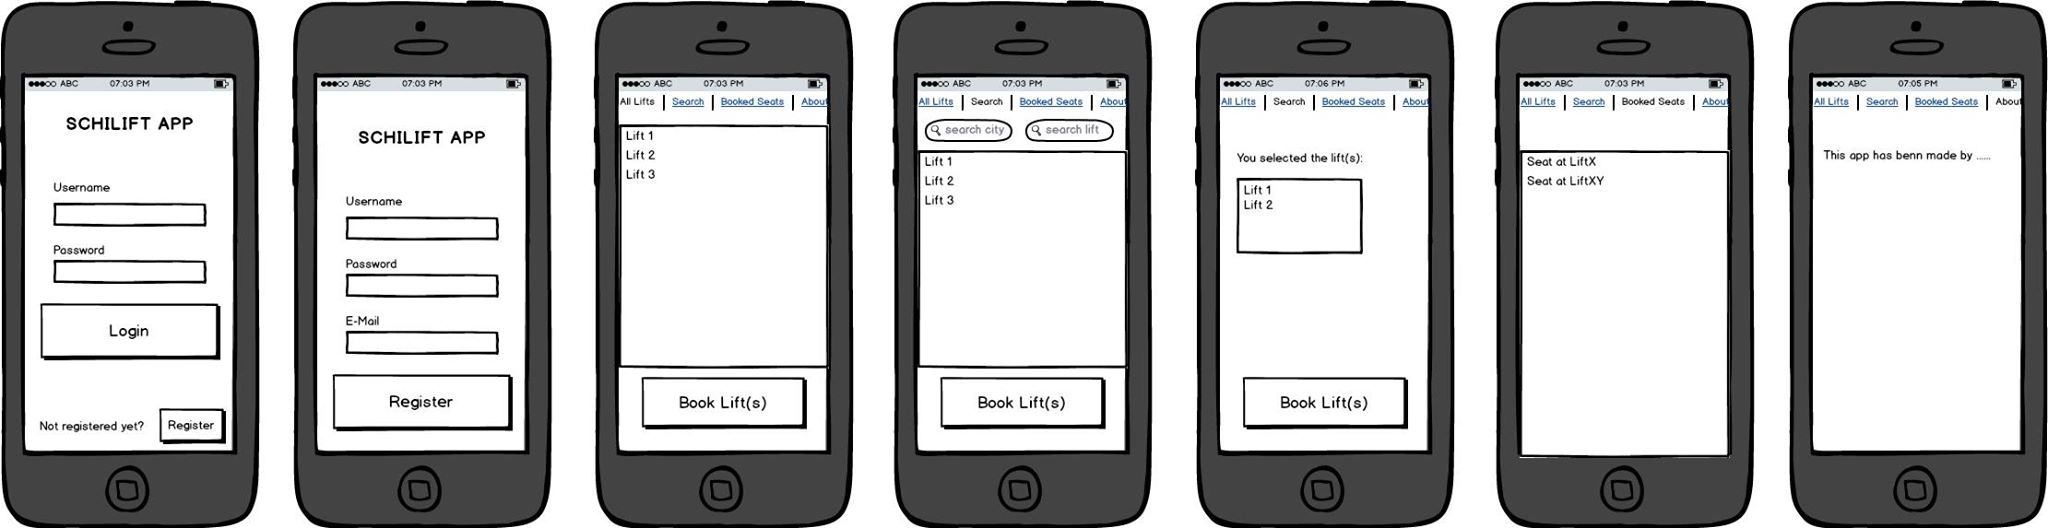 ●●●○○ ABC 07:03 PM
SCHILIFT APP
Username
Password
Login
Not registered yet? Register
●●●○○ ABC 07:03 PM
SCHILIFT APP
Username
Password
E-Mail
Register
●●●○○ ABC 07:03 PM
All Lifts | Search | Booked Seats | About
Lift 1
Lift 2
Lift 3
Book Lift(s)
●●●○○ ABC 07:03 PM
All Lifts | Search | Booked Seats | About
search city search lift
Lift 1
Lift 2
Lift 3
Book Lift(s)
●●●○○ ABC 07:06 PM
All Lifts | Search | Booked Seats | About
You selected the lift(s):
Lift 1
Lift 2
Book Lift(s)
●●●○○ ABC 07:03 PM
All Lifts | Search | Booked Seats | About
Seat at LiftX
Seat at LiftXY
●●●○○ ABC 07:05 PM
All Lifts | Search | Booked Seats | About
This app has benn made by ......